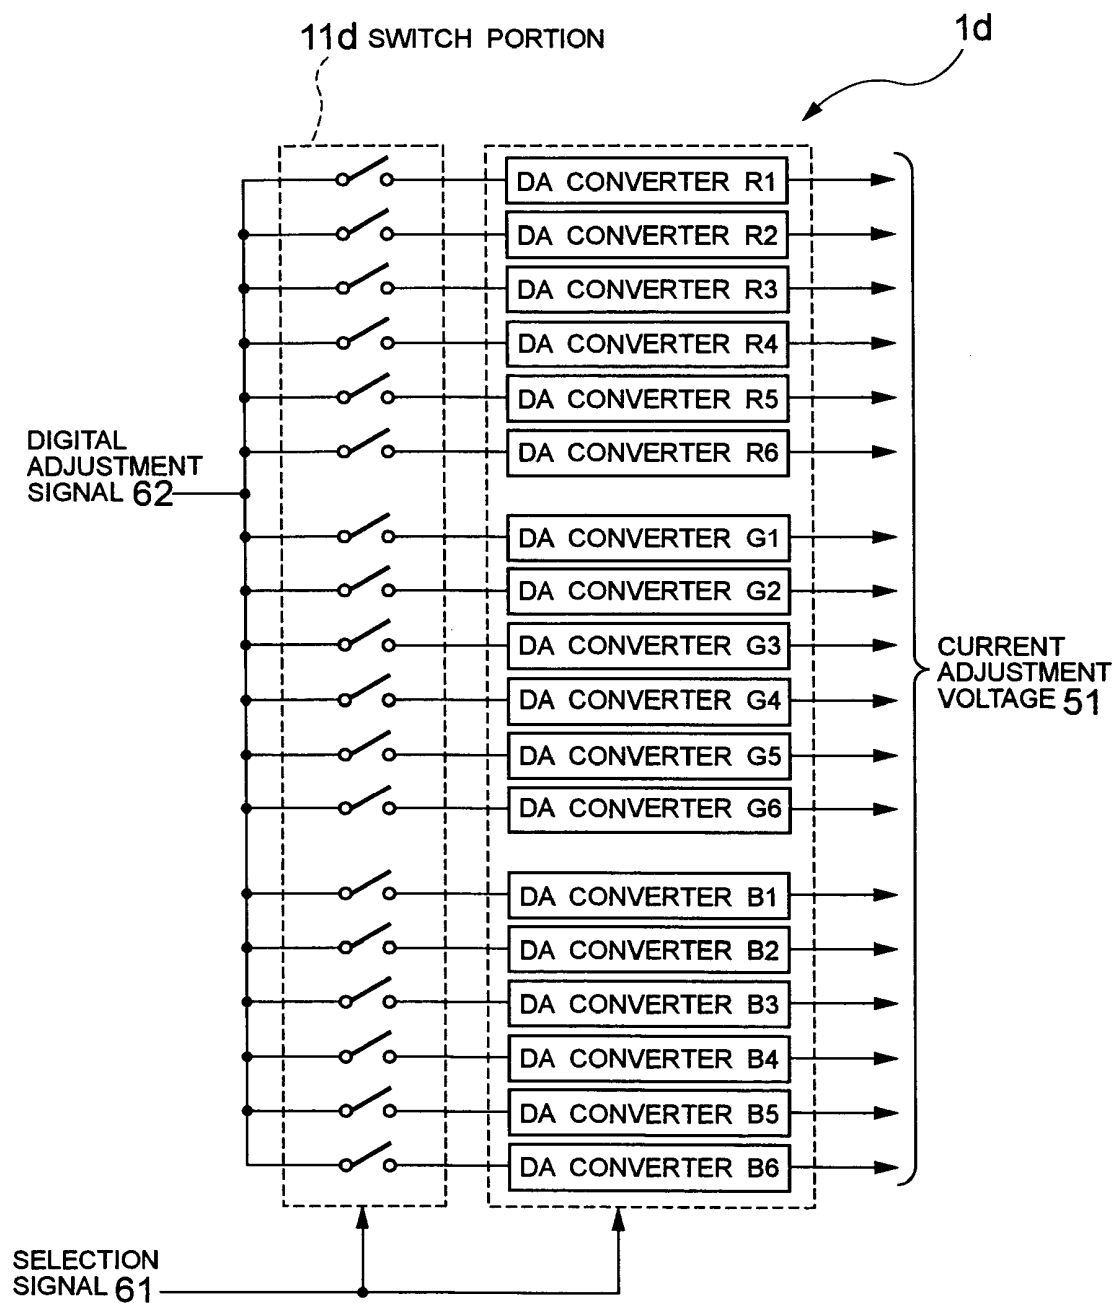 11d SWITCH PORTION
1d
DA CONVERTER R1
DA CONVERTER R2
DA CONVERTER R3
DA CONVERTER R4
DA CONVERTER R5
DA CONVERTER R6
DIGITAL
ADJUSTMENT
SIGNAL 62
DA CONVERTER G1
DA CONVERTER G2
DA CONVERTER G3
DA CONVERTER G4
DA CONVERTER G5
DA CONVERTER G6
CURRENT
ADJUSTMENT
VOLTAGE 51
DA CONVERTER B1
DA CONVERTER B2
DA CONVERTER B3
DA CONVERTER B4
DA CONVERTER B5
DA CONVERTER B6
SELECTION
SIGNAL 61